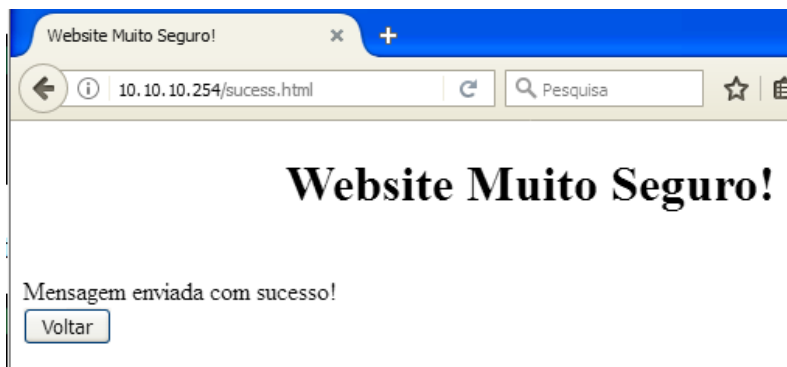 Website Muito Seguro!
10.10.10.254/sucess.html
Pesquisa
Website Muito Seguro!
Mensagem enviada com sucesso!
Voltar